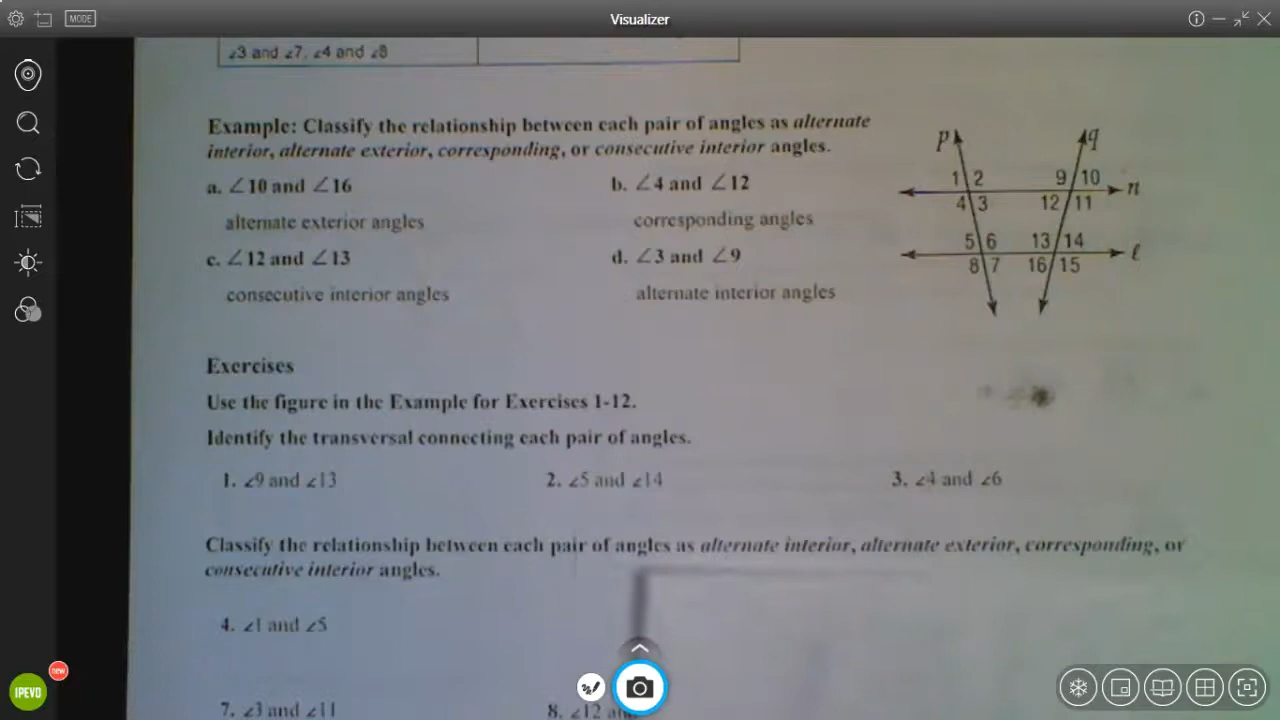 MODE
Visualizer
∠3 and ∠7, ∠4 and ∠8
Example: Classify the relationship between each pair of angles as alternate
interior, alternate exterior, corresponding, or consecutive interior angles.
a. ∠10 and ∠16
b. ∠4 and ∠12
alternate exterior angles
corresponding angles
c. ∠12 and ∠13
d. ∠3 and ∠9
consecutive interior angles
alternate interior angles
p q
1 2 9 10 n
4 3 12 11
5 6 13 14 ℓ
8 7 16 15
Exercises
Use the figure in the Example for Exercises 1-12.
Identify the transversal connecting each pair of angles.
1. ∠9 and ∠13 2. ∠5 and ∠14 3. ∠4 and ∠6
Classify the relationship between each pair of angles as alternate interior, alternate exterior, corresponding, or
consecutive interior angles.
4. ∠1 and ∠5
7. ∠3 and ∠11 8. ∠12
new
IPEVO